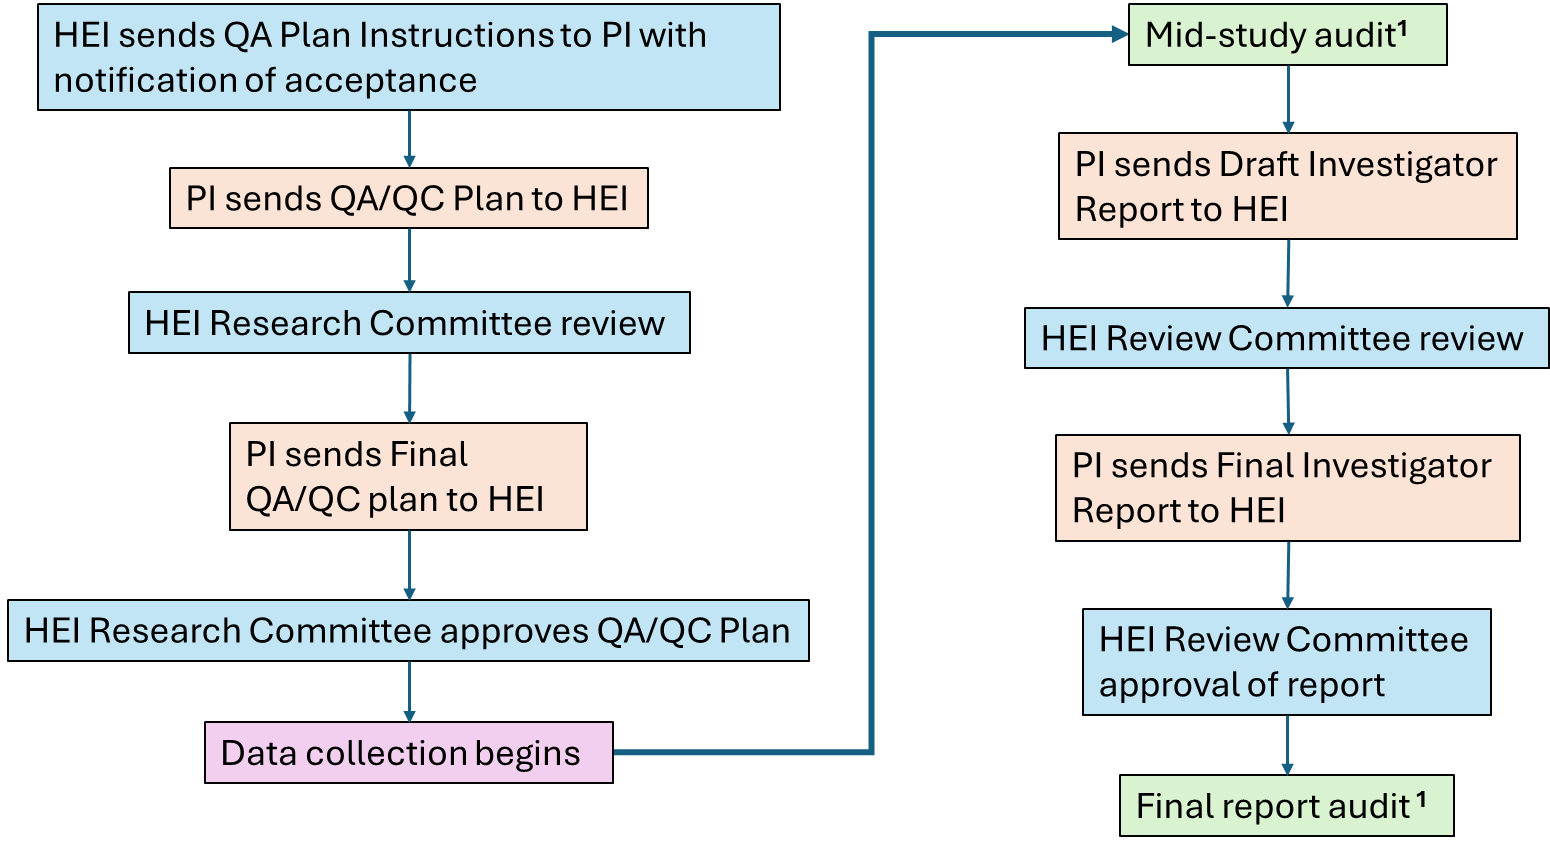 HEI sends QA Plan Instructions to PI with
notification of acceptance
PI sends QA/QC Plan to HEI
HEI Research Committee review
PI sends Final
QA/QC plan to HEI
HEI Research Committee approves QA/QC Plan
Data collection begins
Mid-study audit¹
PI sends Draft Investigator
Report to HEI
HEI Review Committee review
PI sends Final Investigator
Report to HEI
HEI Review Committee
approval of report
Final report audit¹